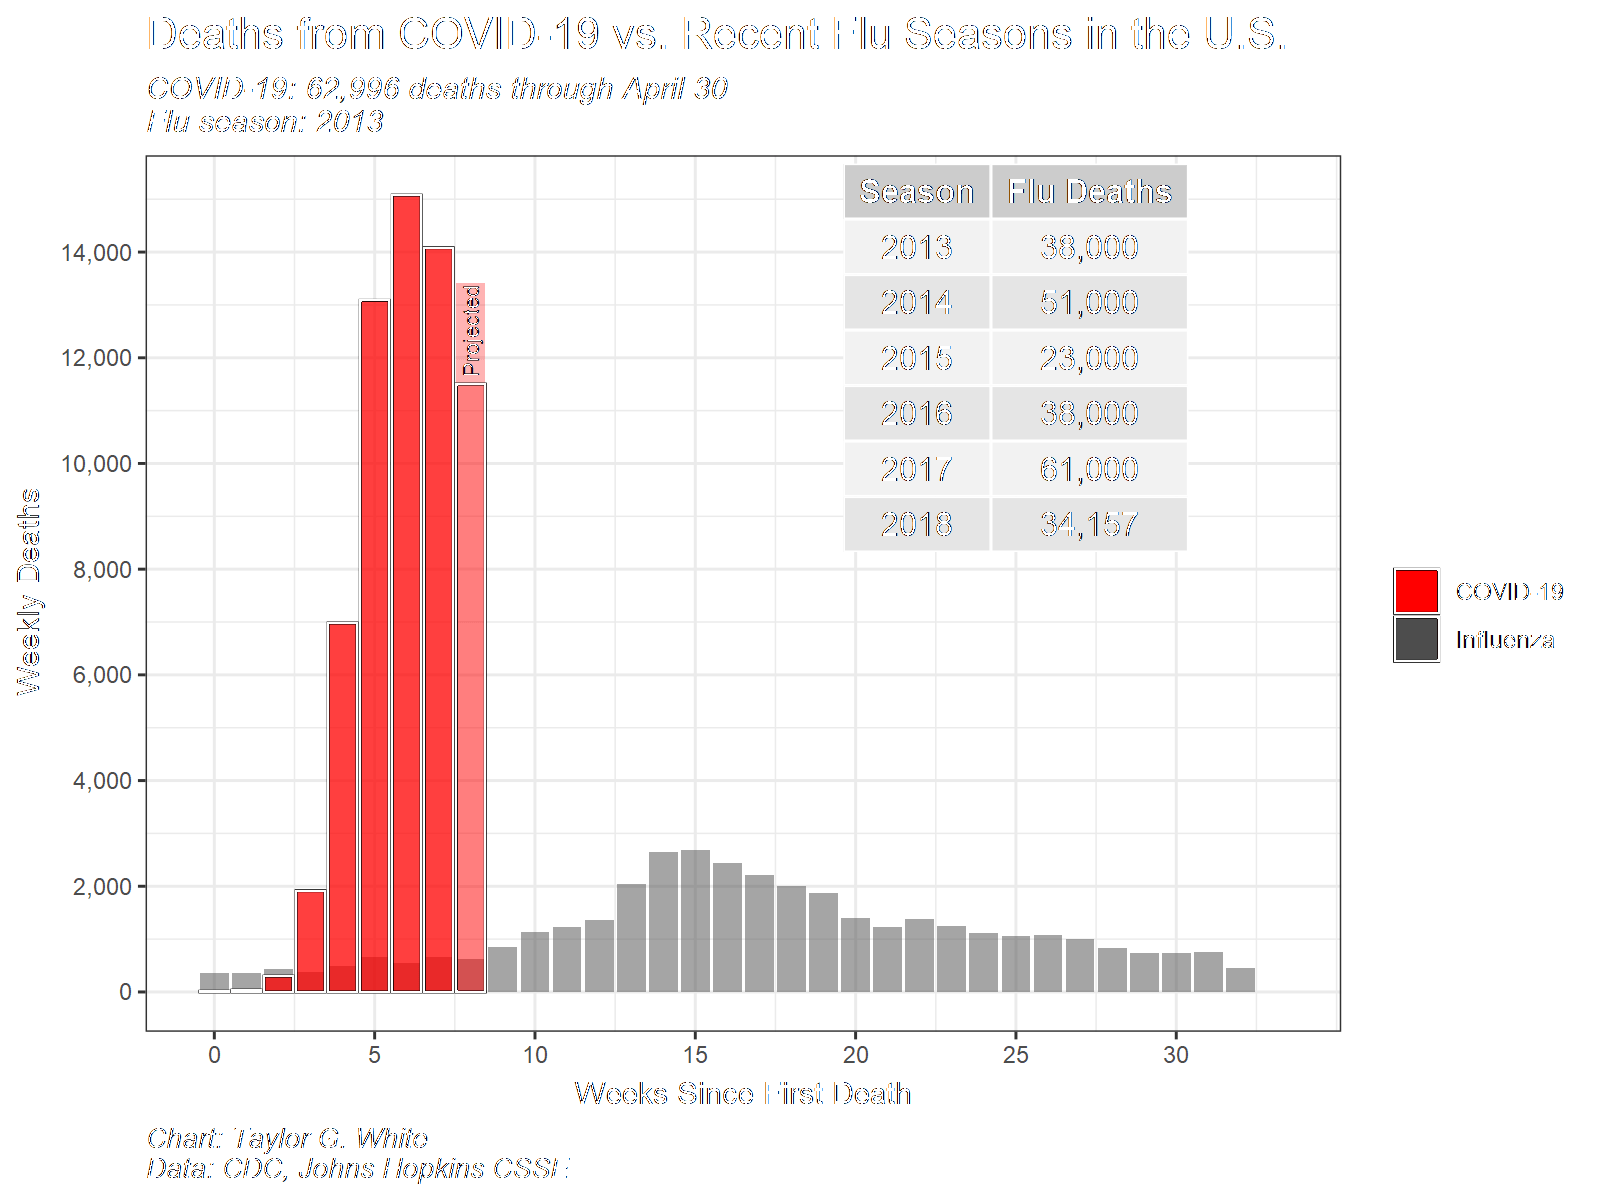 Deaths from COVID-19 vs. Recent Flu Seasons in the U.S.
COVID-19: 62,996 deaths through April 30
Flu season: 2013
Season Flu Deaths
2013 38,000
2014 51,000
2015 23,000
2016 38,000
2017 61,000
2018 34,157
Projected
14,000
12,000
10,000
8,000
6,000
4,000
2,000
0
Weekly Deaths
0 5 10 15 20 25 30
Weeks Since First Death
COVID-19
Influenza
Chart: Taylor G. White
Data: CDC, Johns Hopkins CSSE